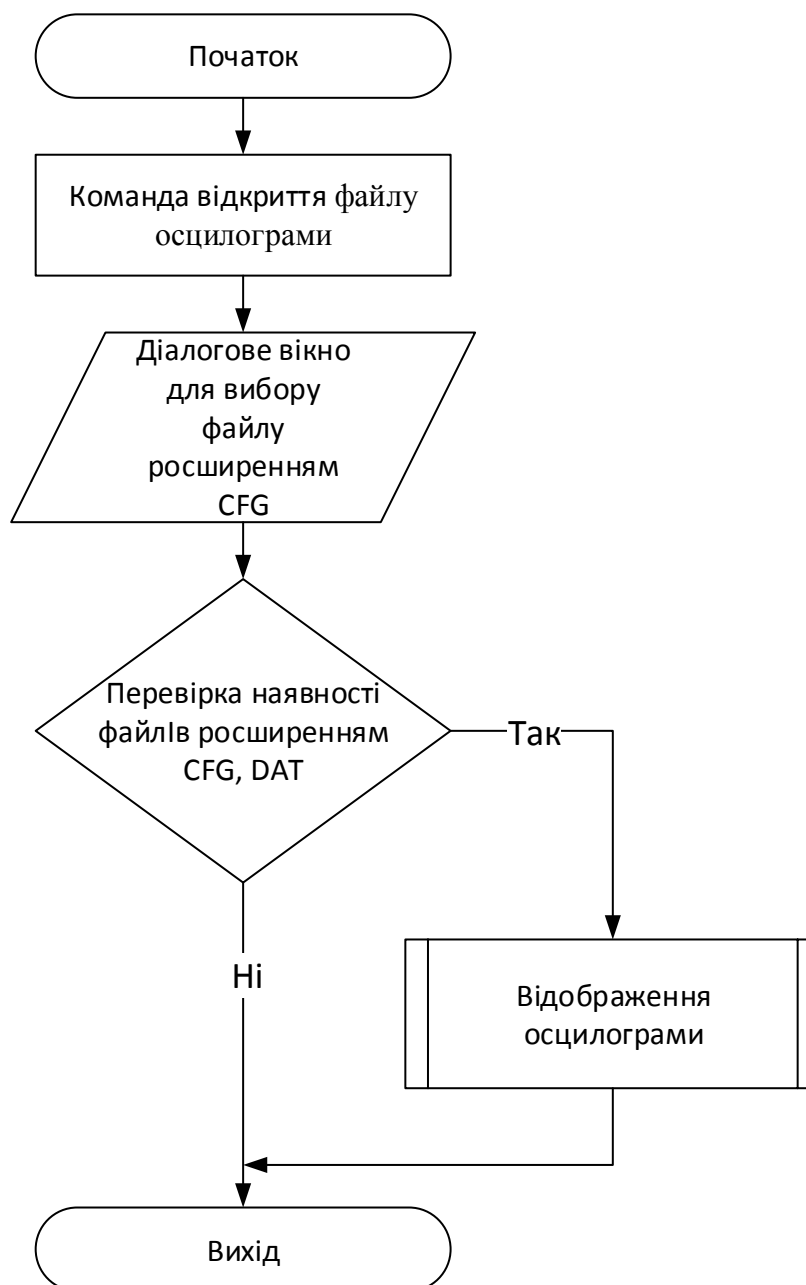 Початок
Команда відкриття файлу
осцилограми
Діалогове вікно
для вибору
файлу
росширенням
CFG
Перевірка наявності
файлІв росширенням
CFG, DAT
Так
Ні
Відображення
осцилограми
Вихід